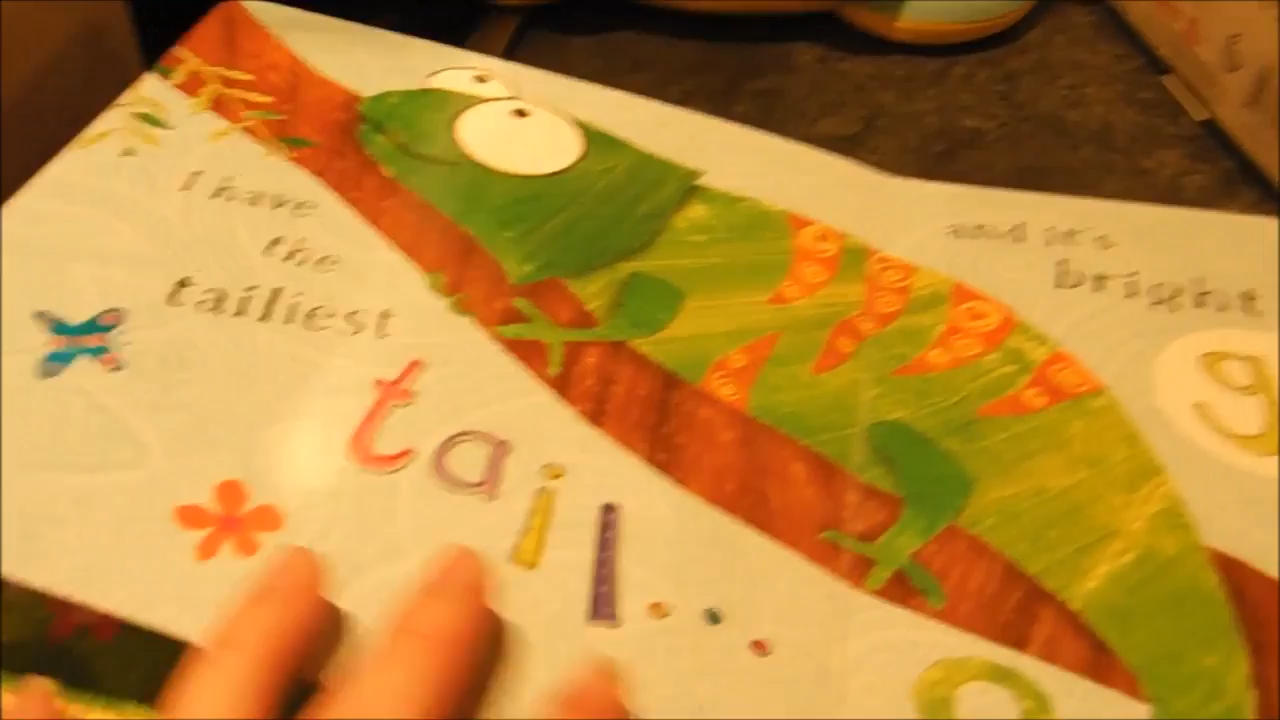 I have
the
tailiest
tail...
and it's
bright
g